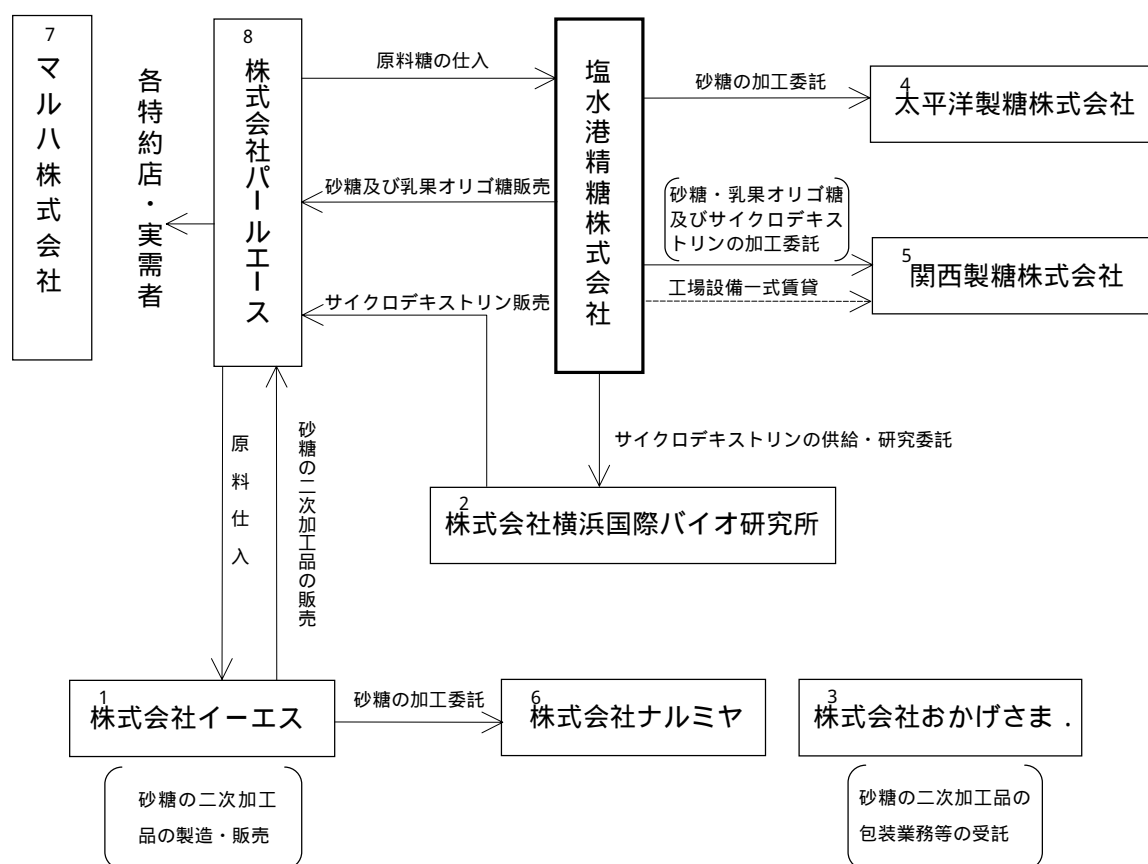 7
マルハ株式会社
各特約店・実需者
8
株式会社パールエース
原料糖の仕入
砂糖及び乳果オリゴ糖販売
サイクロデキストリン販売
塩水港精糖株式会社
砂糖の加工委託
4
太平洋製糖株式会社
砂糖・乳果オリゴ糖
及びサイクロデキス
トリンの加工委託
工場設備一式賃貸
5
関西製糖株式会社
サイクロデキストリンの供給・研究委託
2
株式会社横浜国際バイオ研究所
原料仕入
砂糖の二次加工品の販売
1
株式会社イーエス
砂糖の加工委託
6
株式会社ナルミヤ
3
株式会社おかげさま.
砂糖の二次加工
品の製造・販売
砂糖の二次加工品の
包装業務等の受託